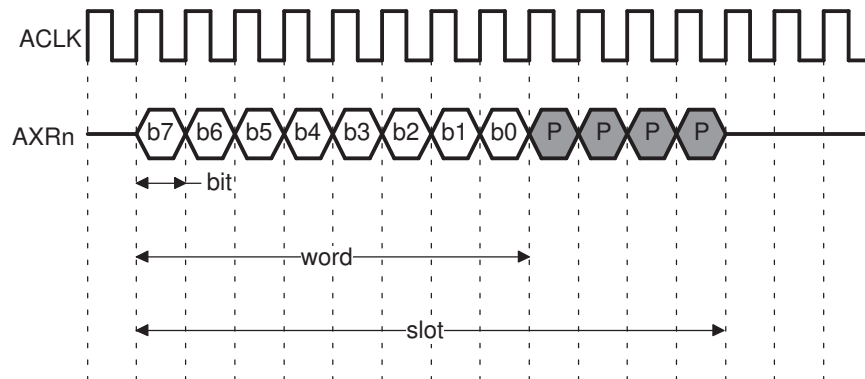 ACLK
AXRn b7 b6 b5 b4 b3 b2 b1 b0 P P P P
bit
word
slot